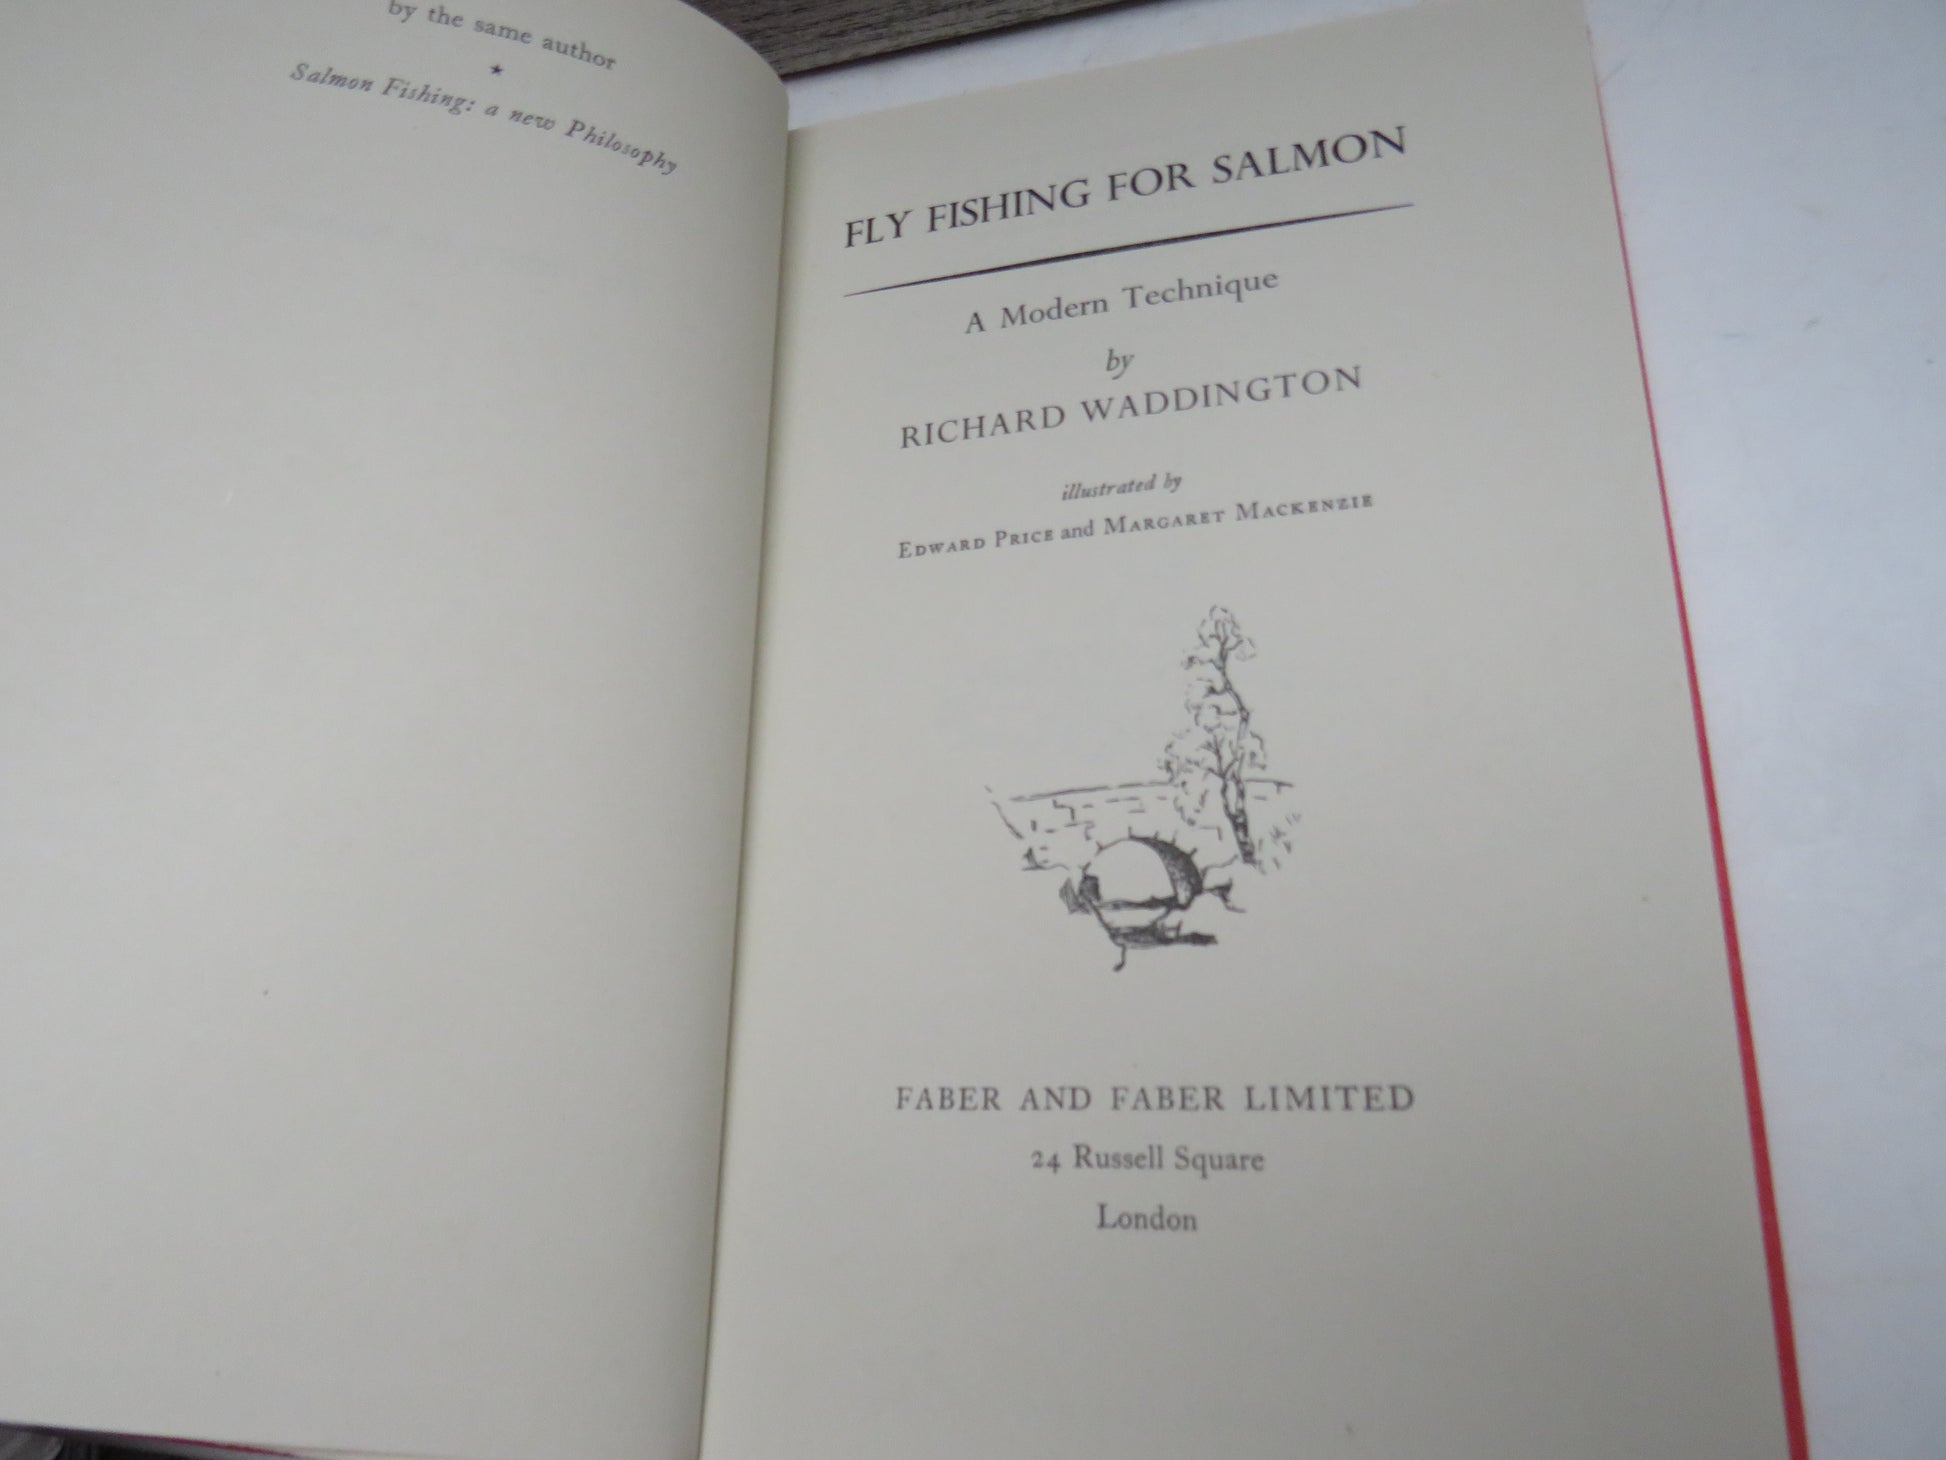 by the same author
★
Salmon Fishing: a new Philosophy
FLY FISHING FOR SALMON
A Modern Technique
by
RICHARD WADDINGTON
illustrated by
EDWARD PRICE and MARGARET MACKENZIE
FABER AND FABER LIMITED
24 Russell Square
London